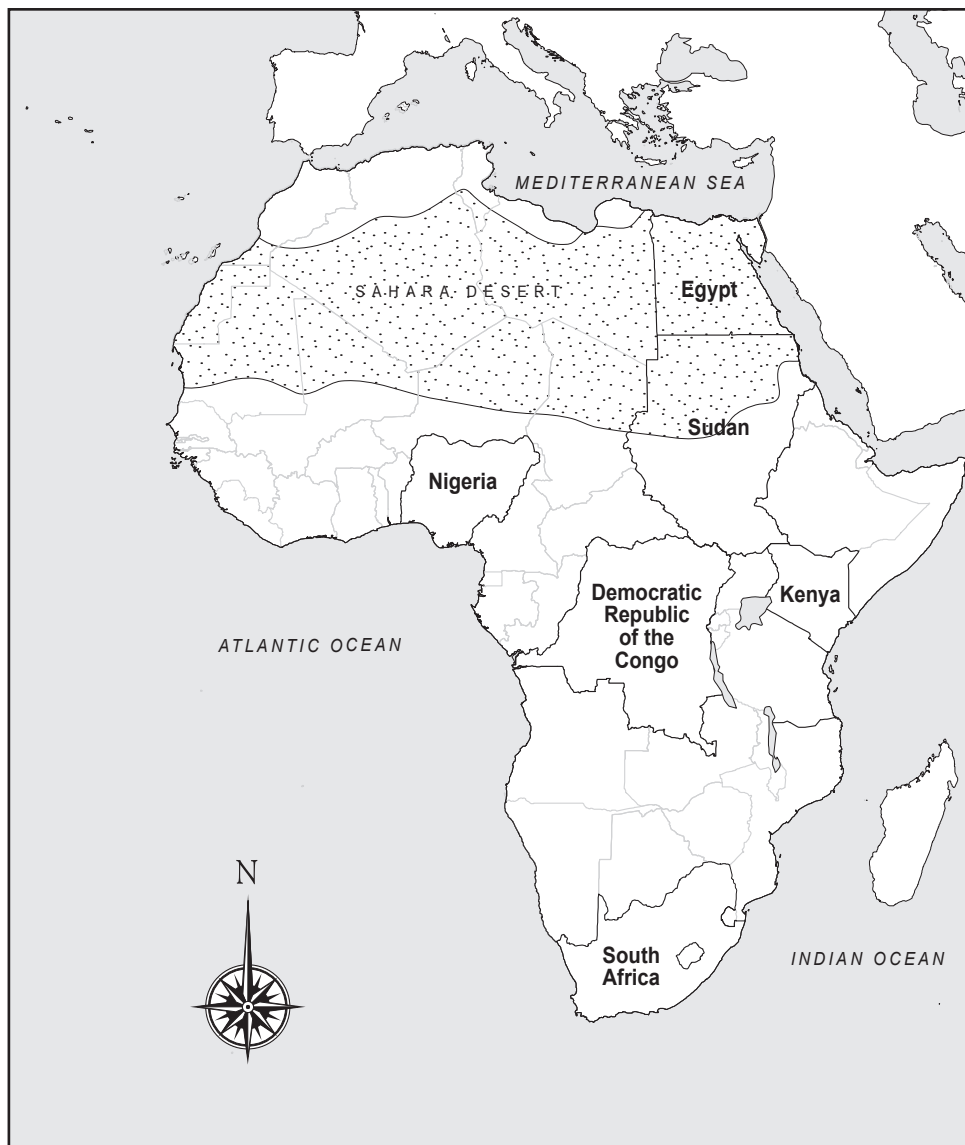 MEDITERRANEAN SEA
SAHARA DESERT
Egypt
Sudan
Nigeria
Democratic
Republic
of the
Congo
Kenya
ATLANTIC OCEAN
N
South
Africa
INDIAN OCEAN